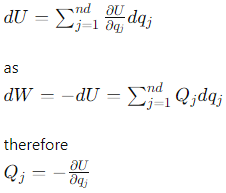 dU = ∑_{j=1}^{nd} ∂U/∂q_j dq_j
as
dW = −dU = ∑_{j=1}^{nd} Q_j dq_j
therefore
Q_j = −∂U/∂q_j